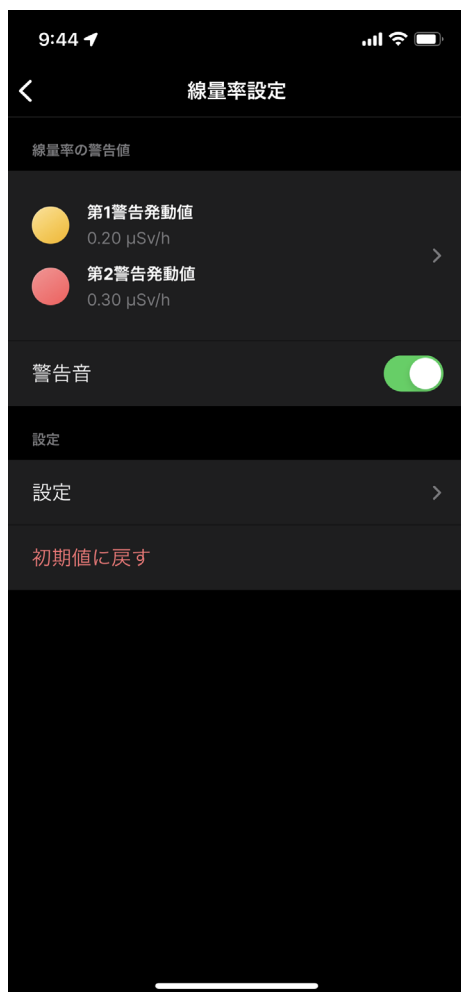 9:44
線量率設定
線量率の警告値
第1警告発動値
0.20 μSv/h
第2警告発動値
0.30 μSv/h
警告音
設定
設定
初期値に戻す